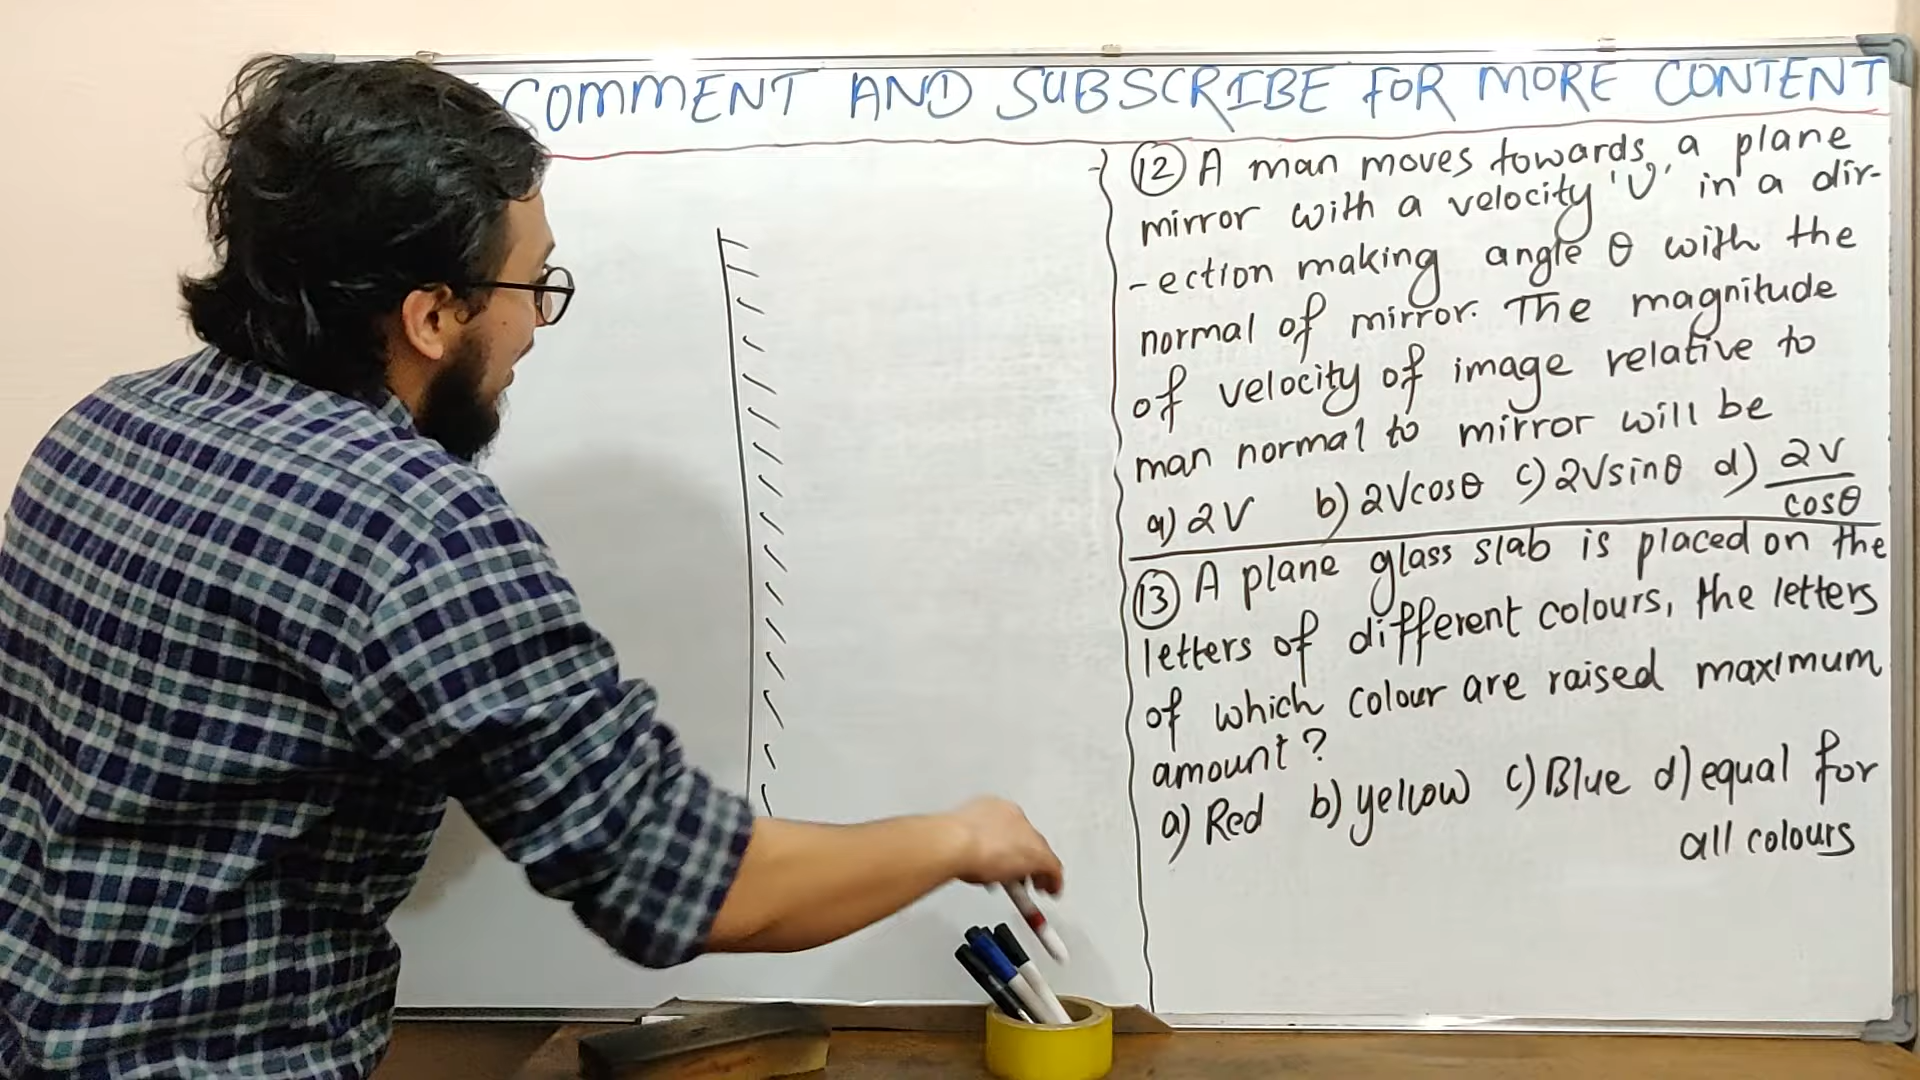 COMMENT AND SUBSCRIBE FOR MORE CONTENT
⑫ A man moves towards a plane
mirror with a velocity 'V' in a dir-
-ection making angle θ with the
normal of mirror. The magnitude
of velocity of image relative to
man normal to mirror will be
a) 2V b) 2Vcosθ c) 2Vsinθ d) 2V/cosθ
⑬ A plane glass slab is placed on the
letters of different colours, the letters
of which colour are raised maximum
amount?
a) Red b) yellow c) Blue d) equal for
all colours